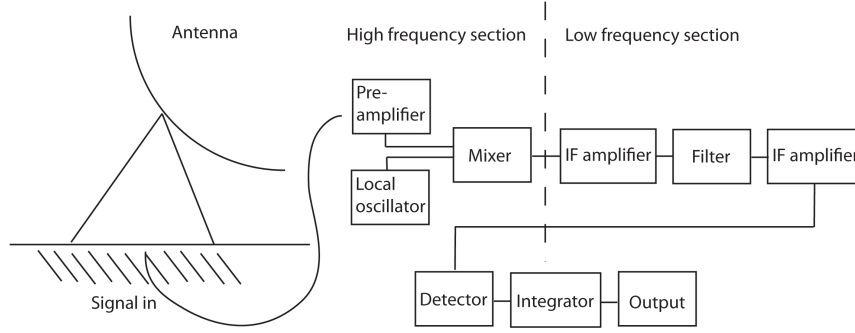 Antenna
High frequency section
Low frequency section
Pre-
amplifier
Mixer
IF amplifier
Filter
IF amplifier
Local
oscillator
Signal in
Detector
Integrator
Output